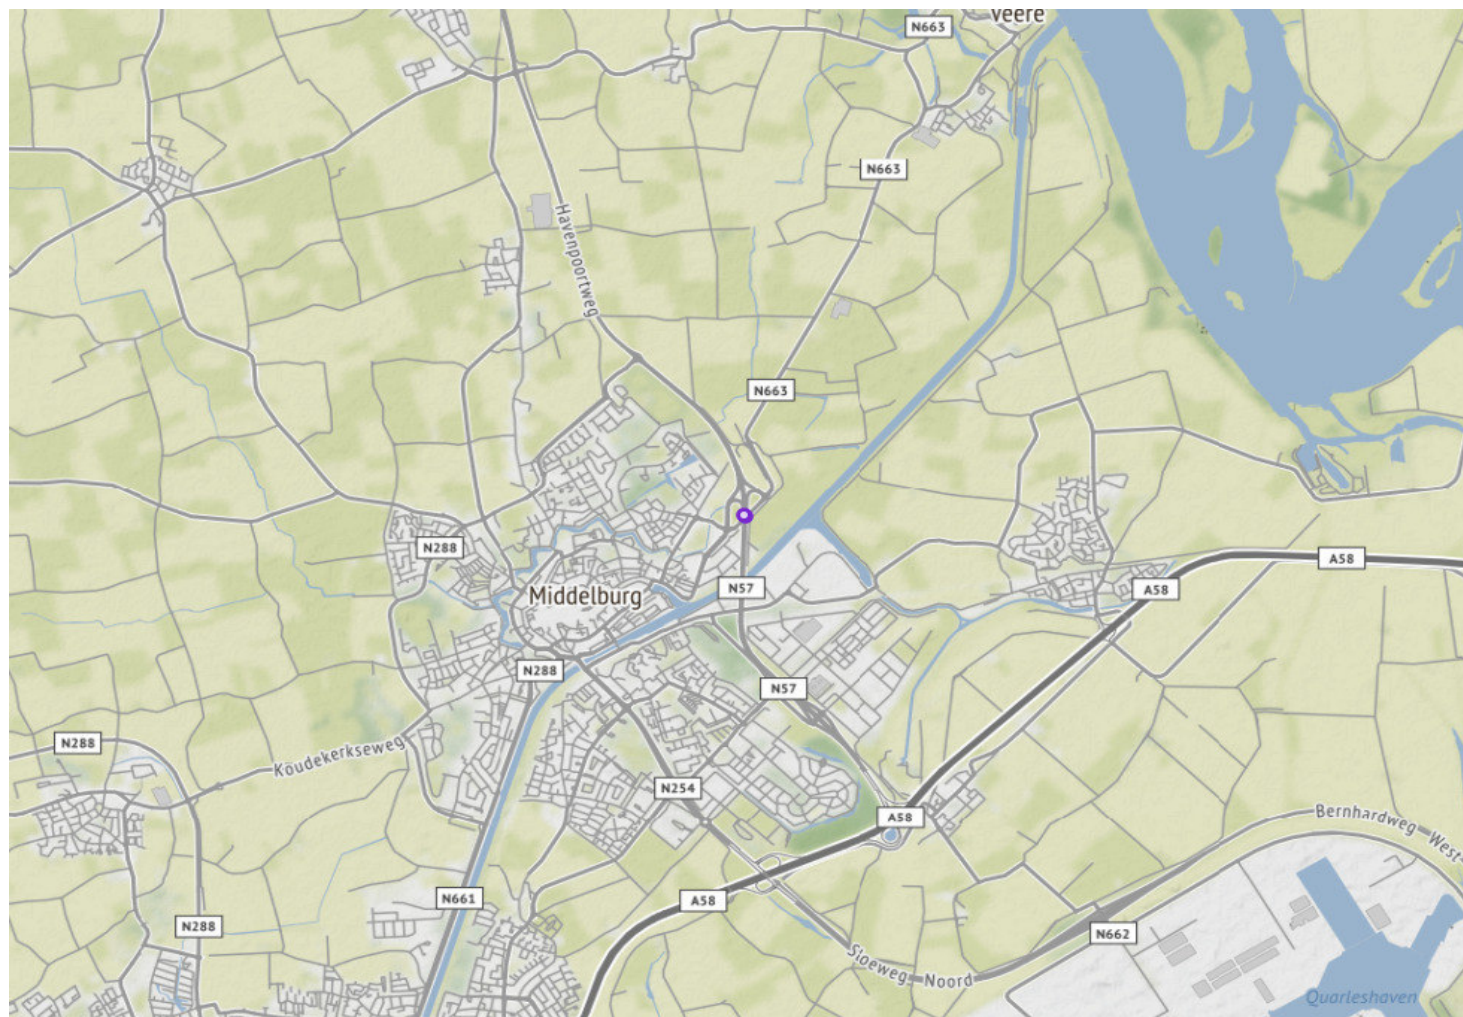 Veere
N663
N663
Havenpoortweg
N663
N288
A58
A58
N57
Middelburg
N288
N57
N288
Koudekerkseweg
N254
A58
Bernhardweg West
N661
A58
N288
N662
Sloeweg Noord
Quarleshaven